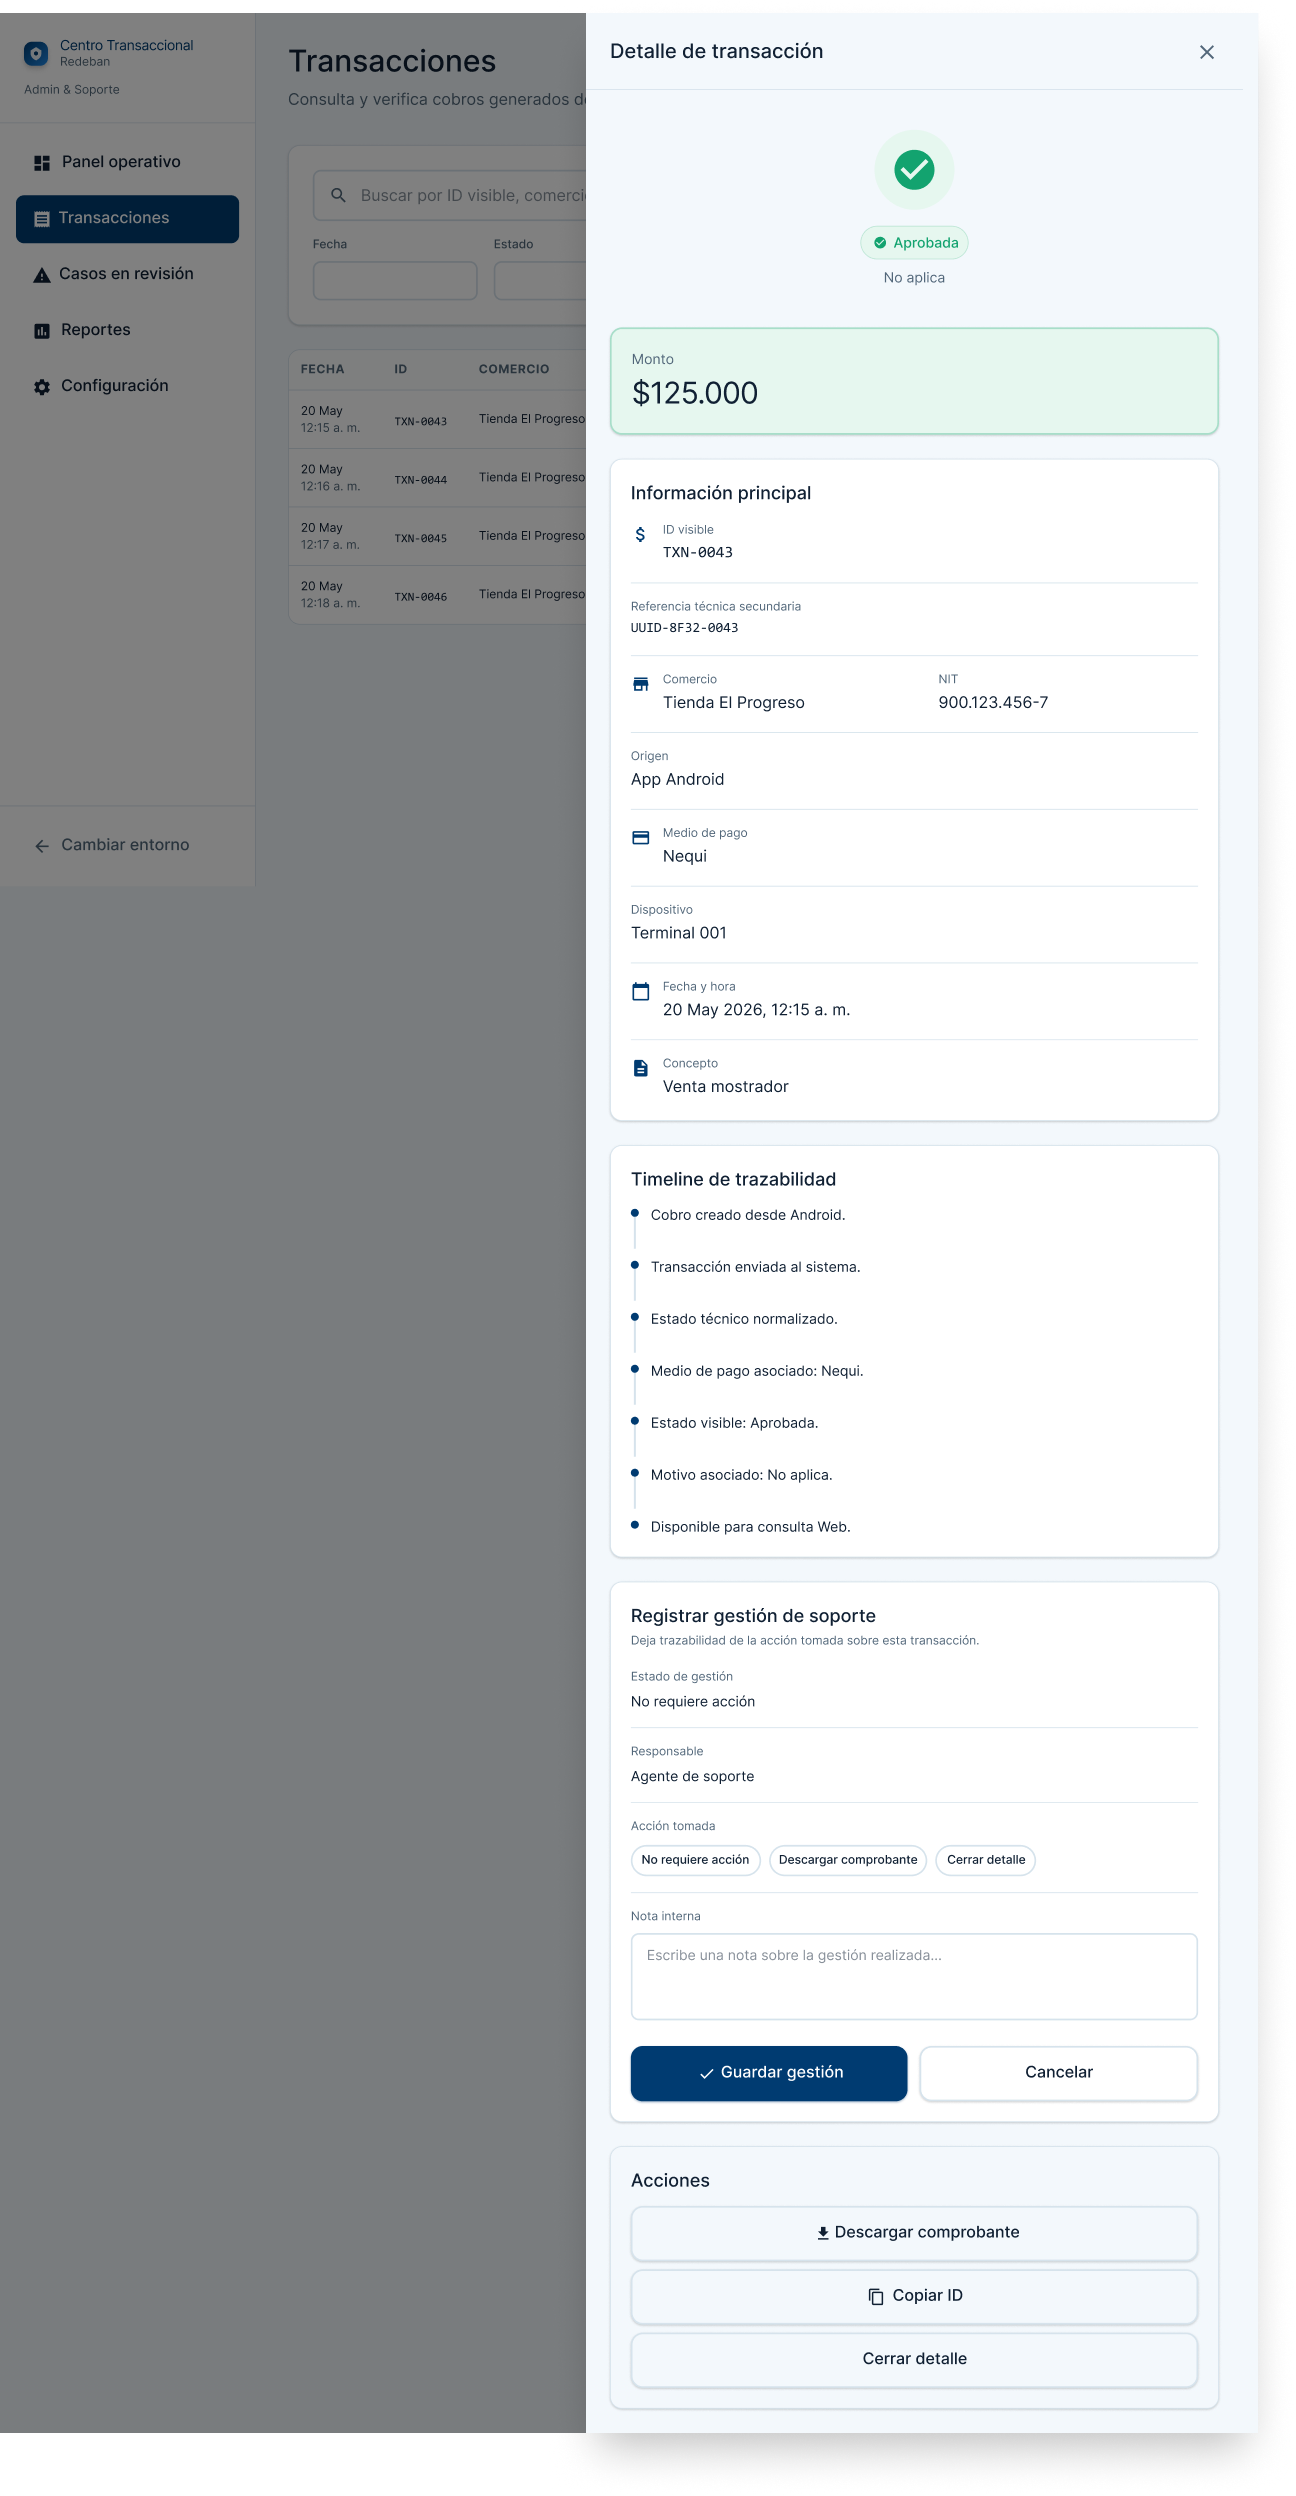 Centro Transaccional
Redeban
Admin & Soporte
Panel operativo
Transacciones
Casos en revisión
Reportes
Configuración
Cambiar entorno
Transacciones
Consulta y verifica cobros generados
Buscar por ID visible,
Fecha
Estado
FECHA ID COMERCIO
20 May
12:15 a. m.
TXN-0043
Tienda El Progreso
20 May
12:16 a. m.
TXN-0044
Tienda El Progreso
20 May
12:17 a. m.
TXN-0045
Tienda El Progreso
20 May
12:18 a. m.
TXN-0046
Tienda El Progreso
Detalle de transacción
Aprobada
No aplica
Monto
$125.000
Información principal
ID visible
TXN-0043
Referencia técnica secundaria
UUID-8F32-0043
Comercio
Tienda El Progreso
NIT
900.123.456-7
Origen
App Android
Medio de pago
Nequi
Dispositivo
Terminal 001
Fecha y hora
20 May 2026, 12:15 a. m.
Concepto
Venta mostrador
Timeline de trazabilidad
Cobro creado desde Android.
Transacción enviada al sistema.
Estado técnico normalizado.
Medio de pago asociado: Nequi.
Estado visible: Aprobada.
Motivo asociado: No aplica.
Disponible para consulta Web.
Registrar gestión de soporte
Deja trazabilidad de la acción tomada sobre esta transacción.
Estado de gestión
No requiere acción
Responsable
Agente de soporte
Acción tomada
No requiere acción Descargar comprobante Cerrar detalle
Nota interna
Escribe una nota sobre la gestión realizada...
Guardar gestión Cancelar
Acciones
Descargar comprobante
Copiar ID
Cerrar detalle